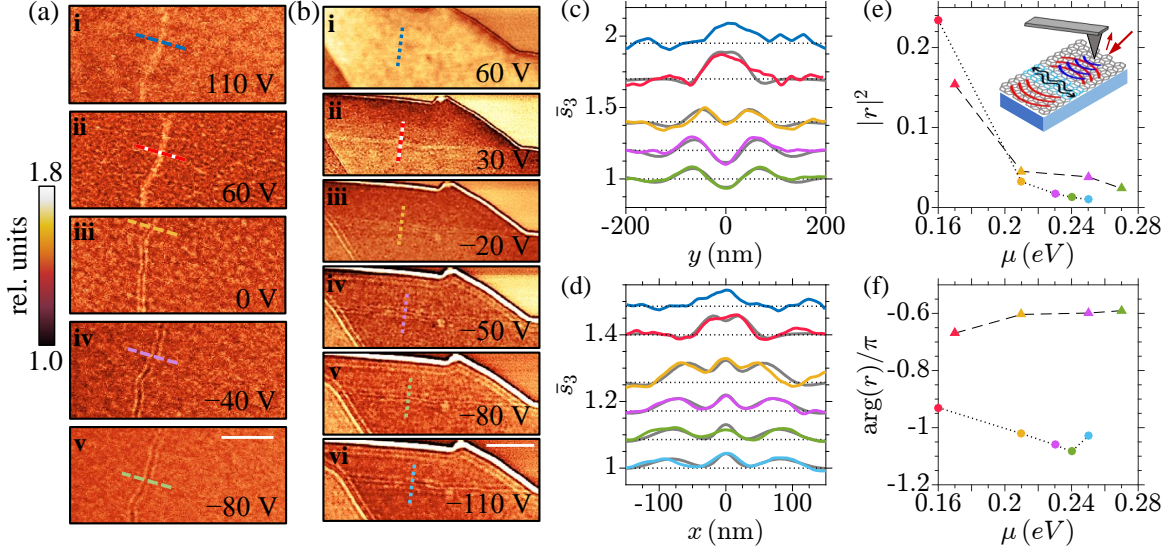 (a)
i
110 V
ii
60 V
iii
0 V
iv
−40 V
v
−80 V
1.8
rel. units
1.0
(b)
i
60 V
ii
30 V
iii
−20 V
iv
−50 V
v
−80 V
vi
−110 V
(c)
2
1.5
1
s̄₃
-200
0
200
y (nm)
(d)
1.4
1.2
1
s̄₃
-100
0
100
x (nm)
(e)
0.2
0.1
0
|r|²
0.16
0.2
0.24
0.28
μ (eV)
(f)
-0.6
-0.8
-1
-1.2
arg(r)/π
0.16
0.2
0.24
0.28
μ (eV)